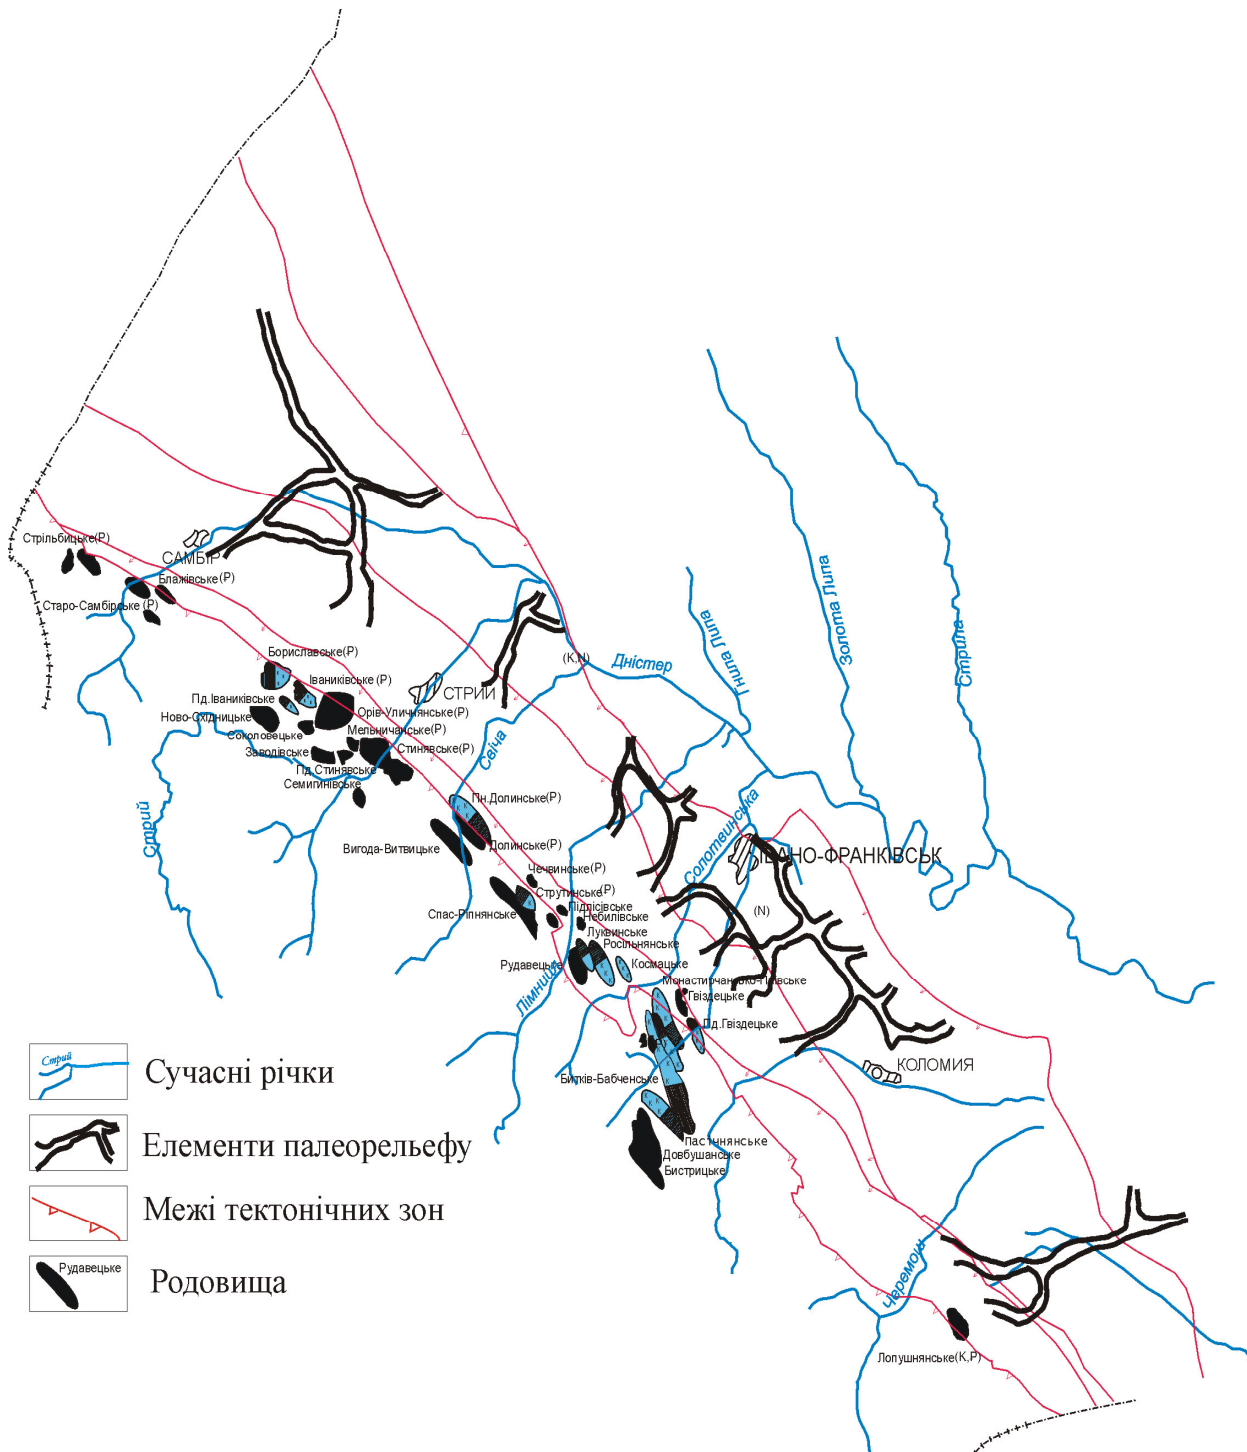 Стрільбицьке(Р)
САМБІР
Блажівське(Р)
Старо-Самбірське(Р)
Золота Липа
Гнила Липа
Стрипа
Бориславське(Р)
(К,N)
Дністер
Іваниківське (Р)
Пд.Іваниківське
СТРИЙ
Ново-Східницьке
Орів-Уличнянське(Р)
Соколовецьке
Мельничанське(Р)
Заводівське
Стинявське(Р)
Свіча
Пд.Стинявське
Семигинівське
Пн.Долинське(Р)
Стрий
Солотвинська
Вигода-Витвицьке
Долинське(Р)
ІВАНО-ФРАНКІВСЬК
Чечвинське(Р)
Струтинське(Р)
Спас-Ріпнянське
Підлісівське
Небилівське
(N)
Луквинське
Росільнянське
Рудавецьке
Космацьке
Лімниця
Гвіздецьке
Пд.Гвіздецьке
Битків-Бабченське
КОЛОМИЯ
Пасічнянське
Довбушанське
Бистрицьке
Черемош
Лопушнянське(К,Р)
Стрий
Сучасні річки
Елементи палеорельєфу
Межі тектонічних зон
Рудавецьке
Родовища